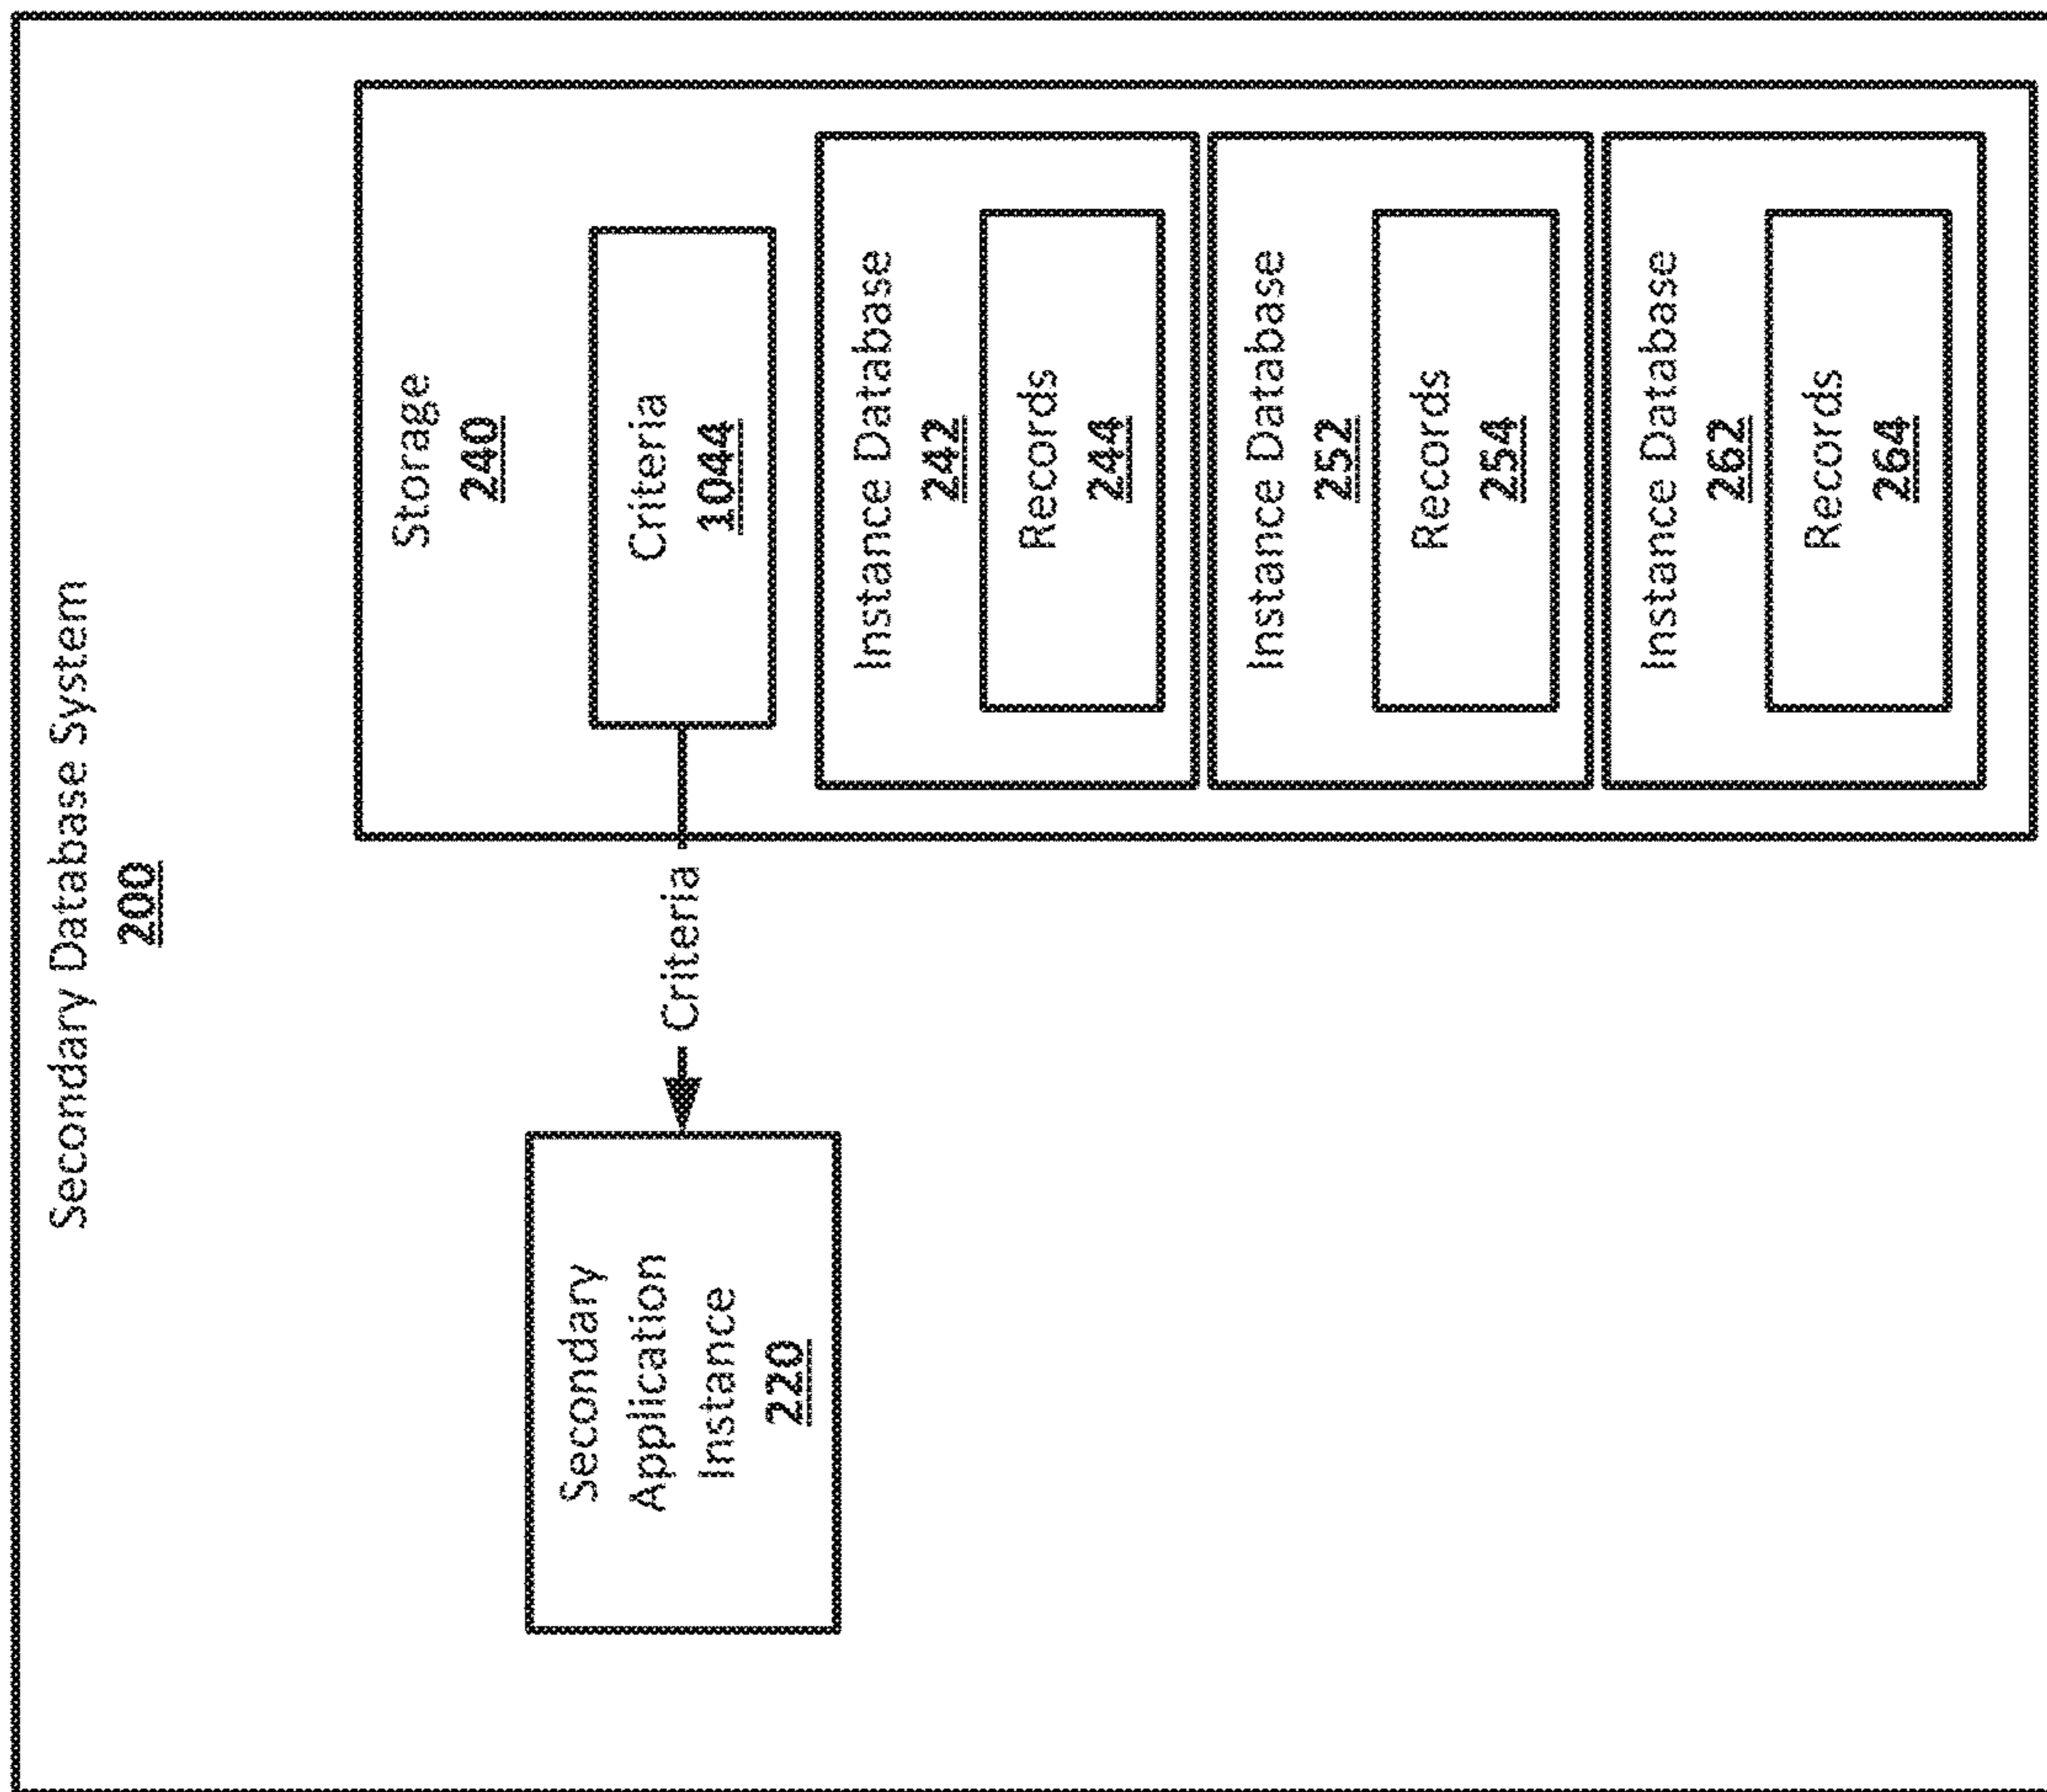 Secondary Database System
200
Secondary
Application
Instance
220
Criteria
Storage
240
Criteria
1044
Instance Database
242
Records
244
Instance Database
252
Records
254
Instance Database
262
Records
264